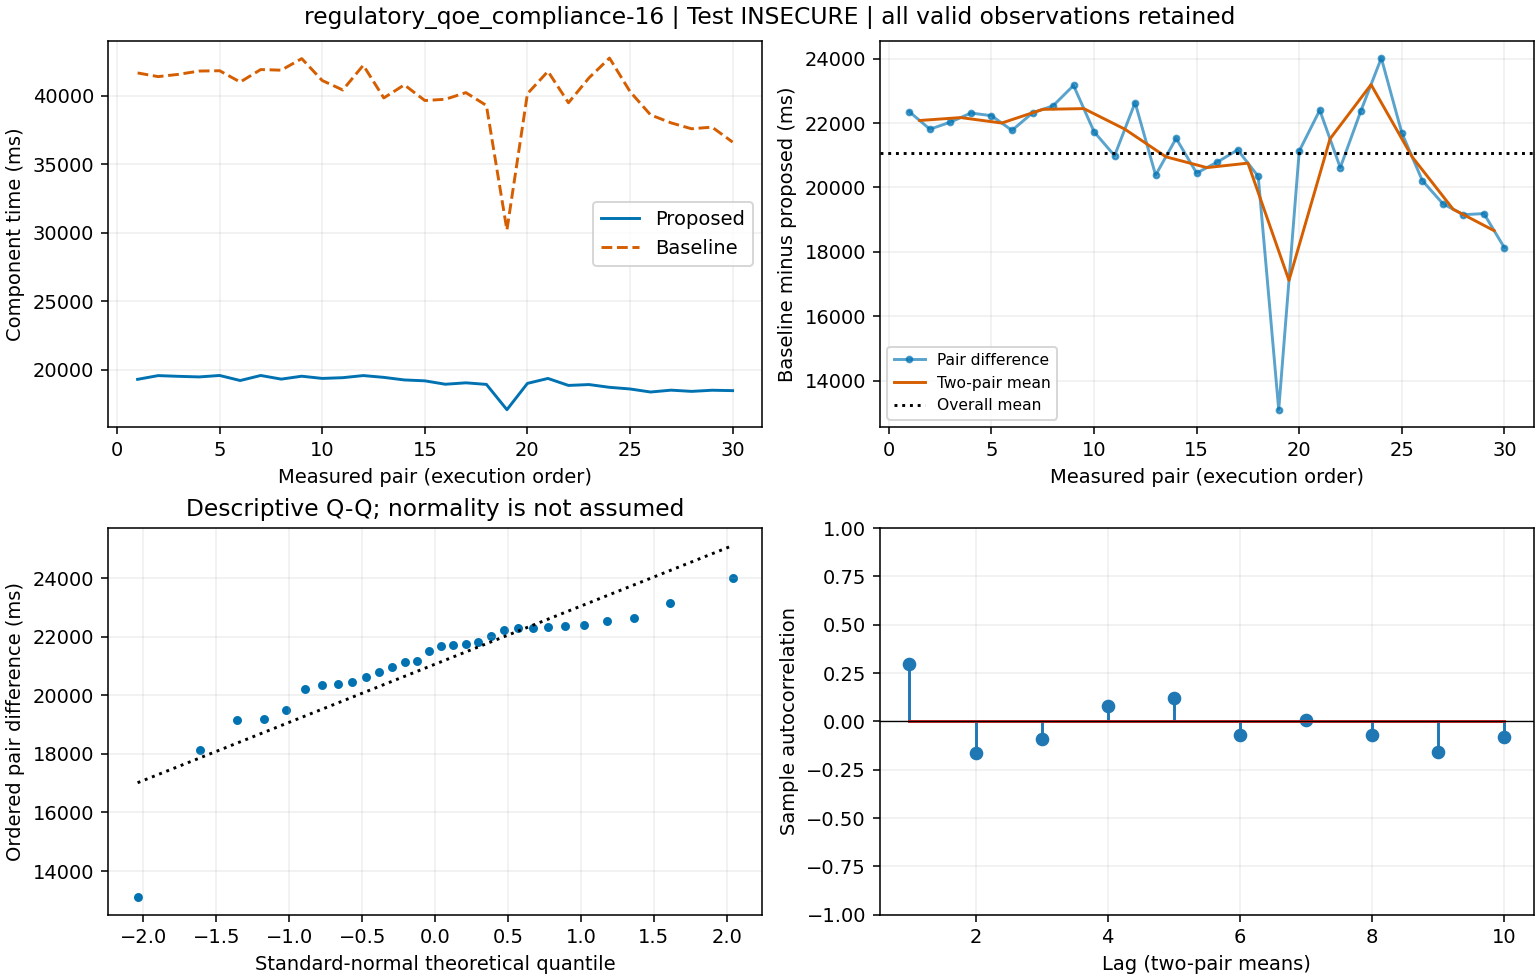 regulatory_qoe_compliance-16 | Test INSECURE | all valid observations retained
Component time (ms)
40000
35000
30000
25000
20000
Proposed
Baseline
0 5 10 15 20 25 30
Measured pair (execution order)
Baseline minus proposed (ms)
24000
22000
20000
18000
16000
14000
Pair difference
Two-pair mean
Overall mean
0 5 10 15 20 25 30
Measured pair (execution order)
Descriptive Q-Q; normality is not assumed
Ordered pair difference (ms)
24000
22000
20000
18000
16000
14000
−2.0 −1.5 −1.0 −0.5 0.0 0.5 1.0 1.5 2.0
Standard-normal theoretical quantile
Sample autocorrelation
1.00
0.75
0.50
0.25
0.00
−0.25
−0.50
−0.75
−1.00
2 4 6 8 10
Lag (two-pair means)